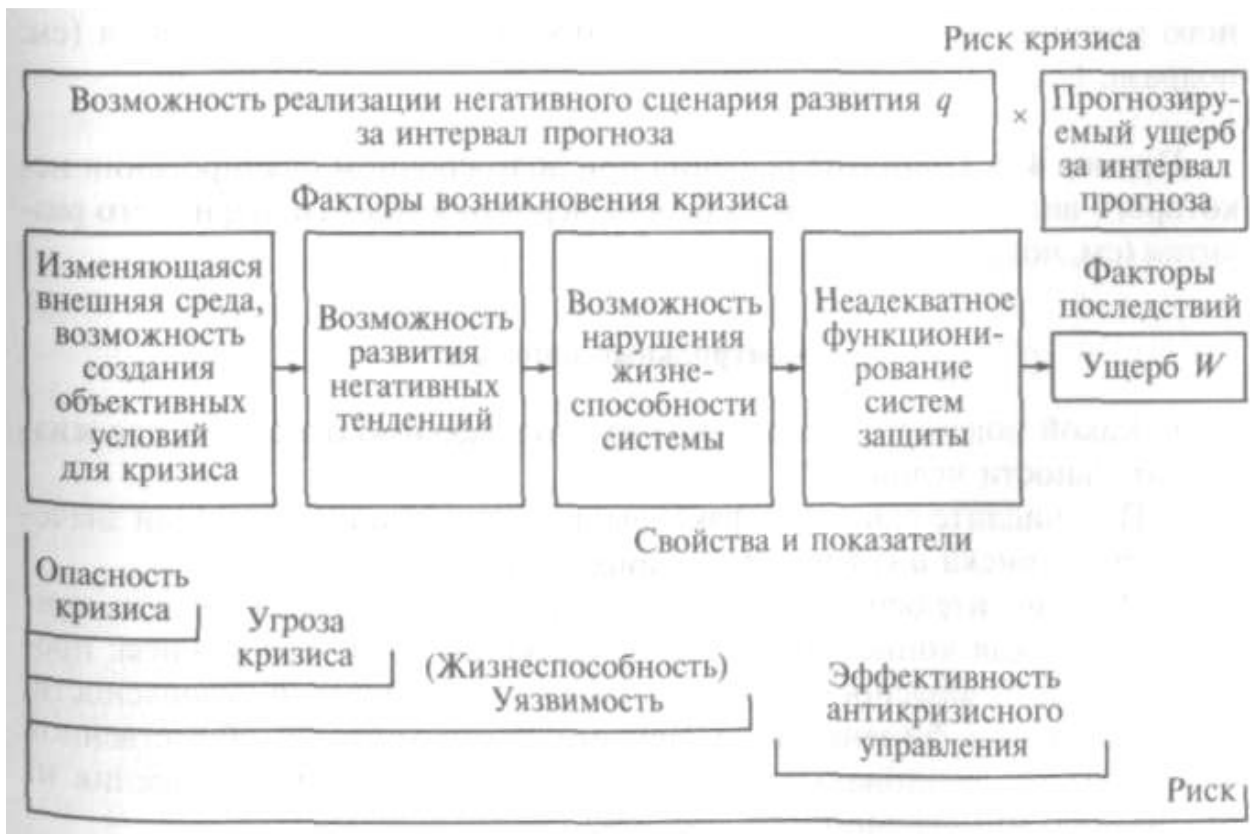 Риск кризиса
Возможность реализации негативного сценария развития q
за интервал прогноза
×
Прогнозиру-
емый ущерб
за интервал
прогноза
Факторы возникновения кризиса
Изменяющаяся
внешняя среда,
возможность
создания
объективных
условий
для кризиса
Возможность
развития
негативных
тенденций
Возможность
нарушения
жизне-
способности
системы
Неадекватное
функциони-
рование
систем
защиты
Факторы
последствий
Ущерб W
Свойства и показатели
Опасность
кризиса
Угроза
кризиса
(Жизнеспособность)
Уязвимость
Эффективность
антикризисного
управления
Риск